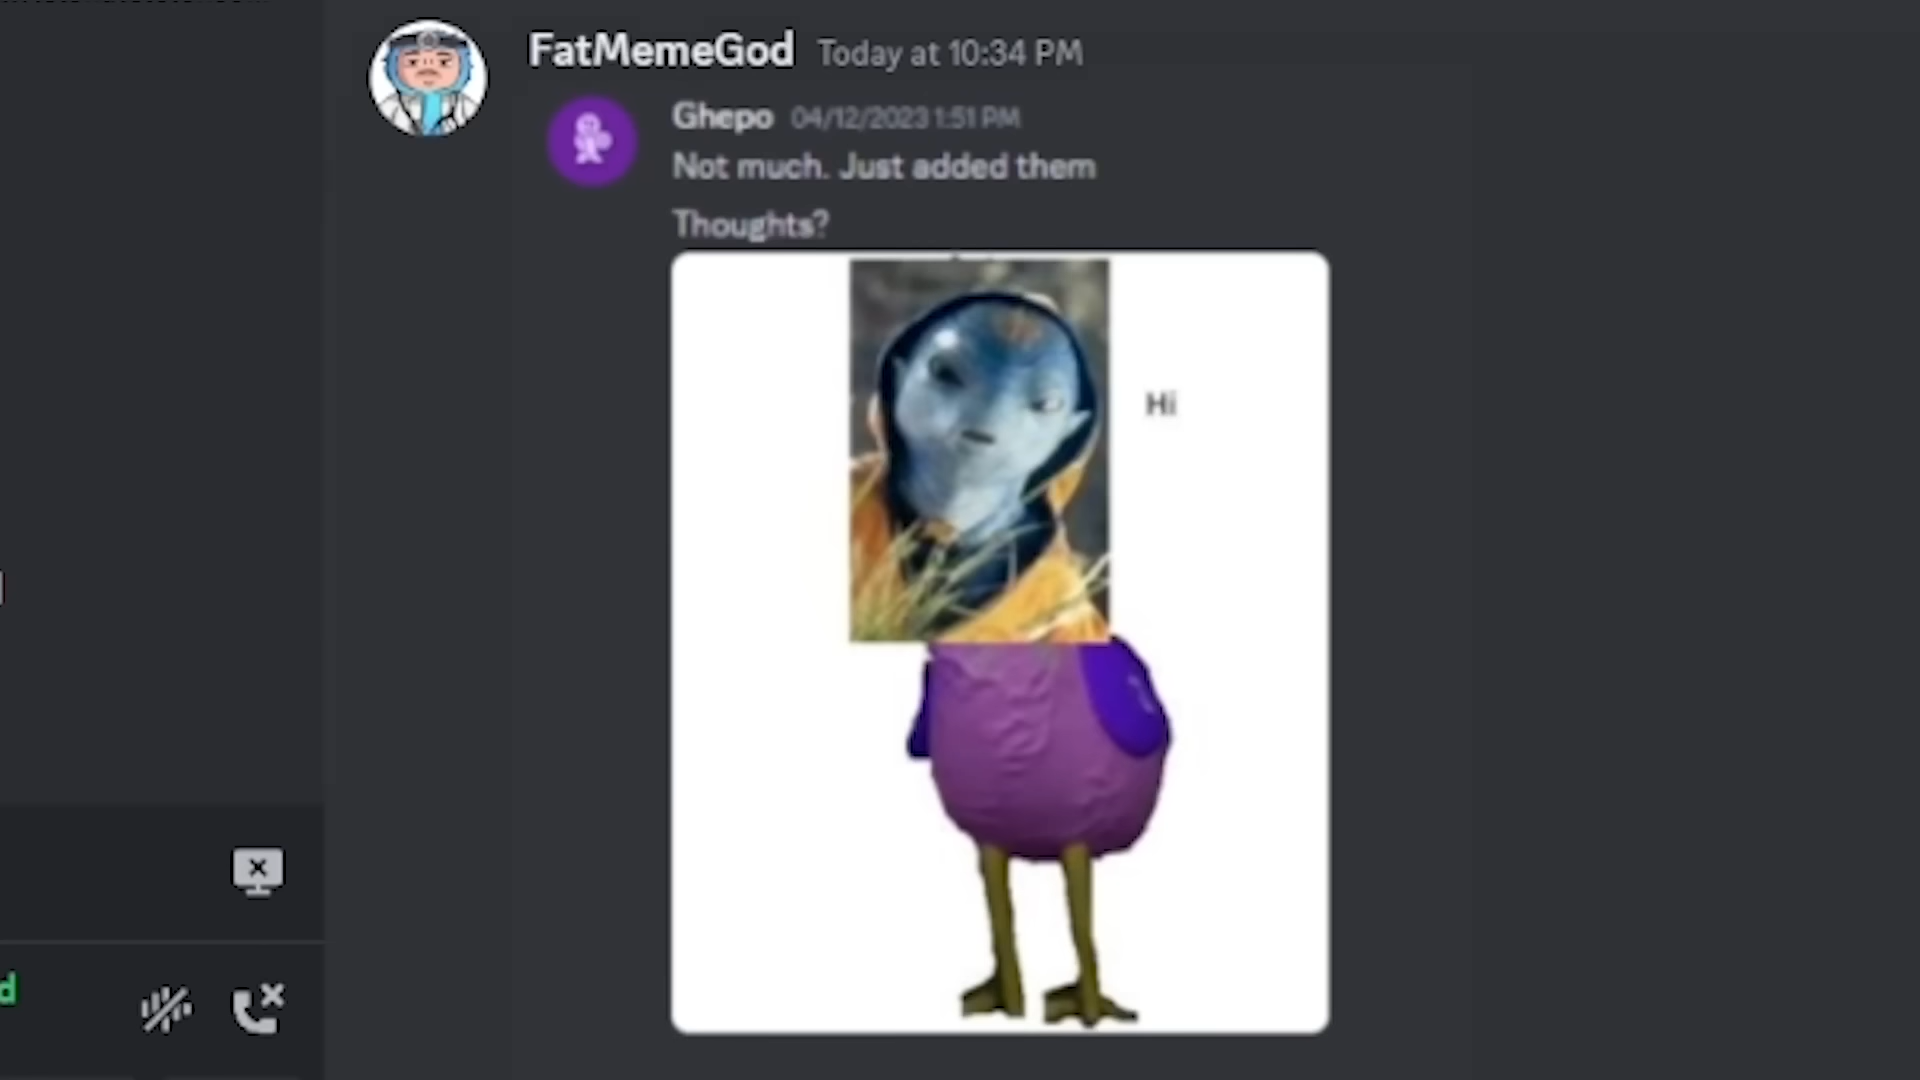 FatMemeGod Today at 10:34 PM
Ghepo 04/12/2023 1:51 PM
Not much. Just added them
Thoughts?
Hi
d